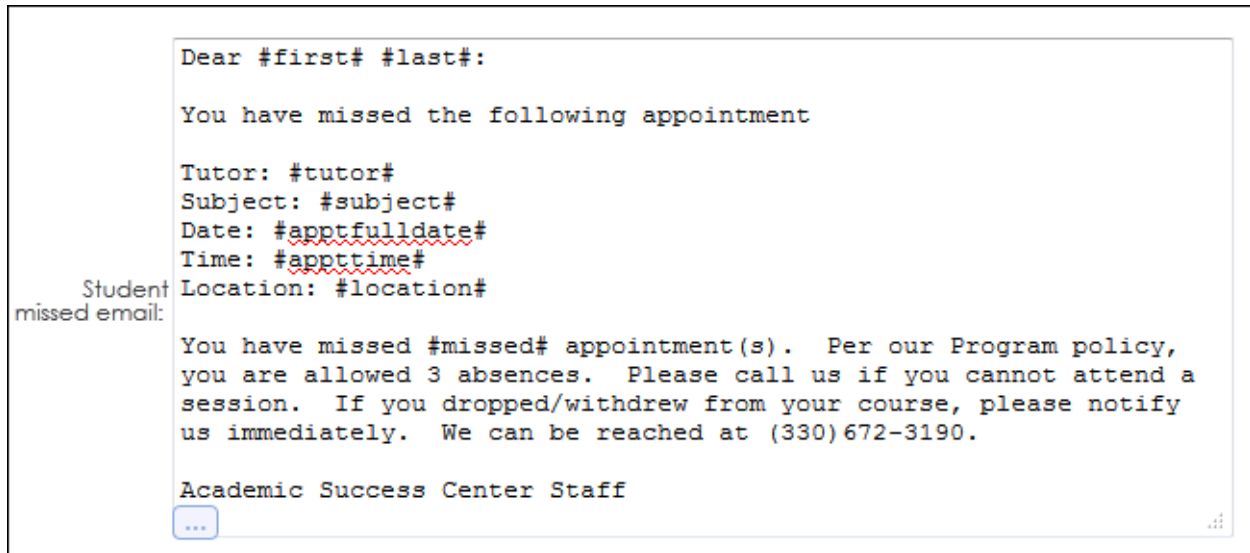 Dear #first# #last#:
You have missed the following appointment
Tutor: #tutor#
Subject: #subject#
Date: #apptfulldate#
Time: #appttime#
Location: #location#
Student
missed email:
You have missed #missed# appointment(s).  Per our Program policy,
you are allowed 3 absences.  Please call us if you cannot attend a
session.  If you dropped/withdrew from your course, please notify
us immediately.  We can be reached at (330)672-3190.
Academic Success Center Staff
...